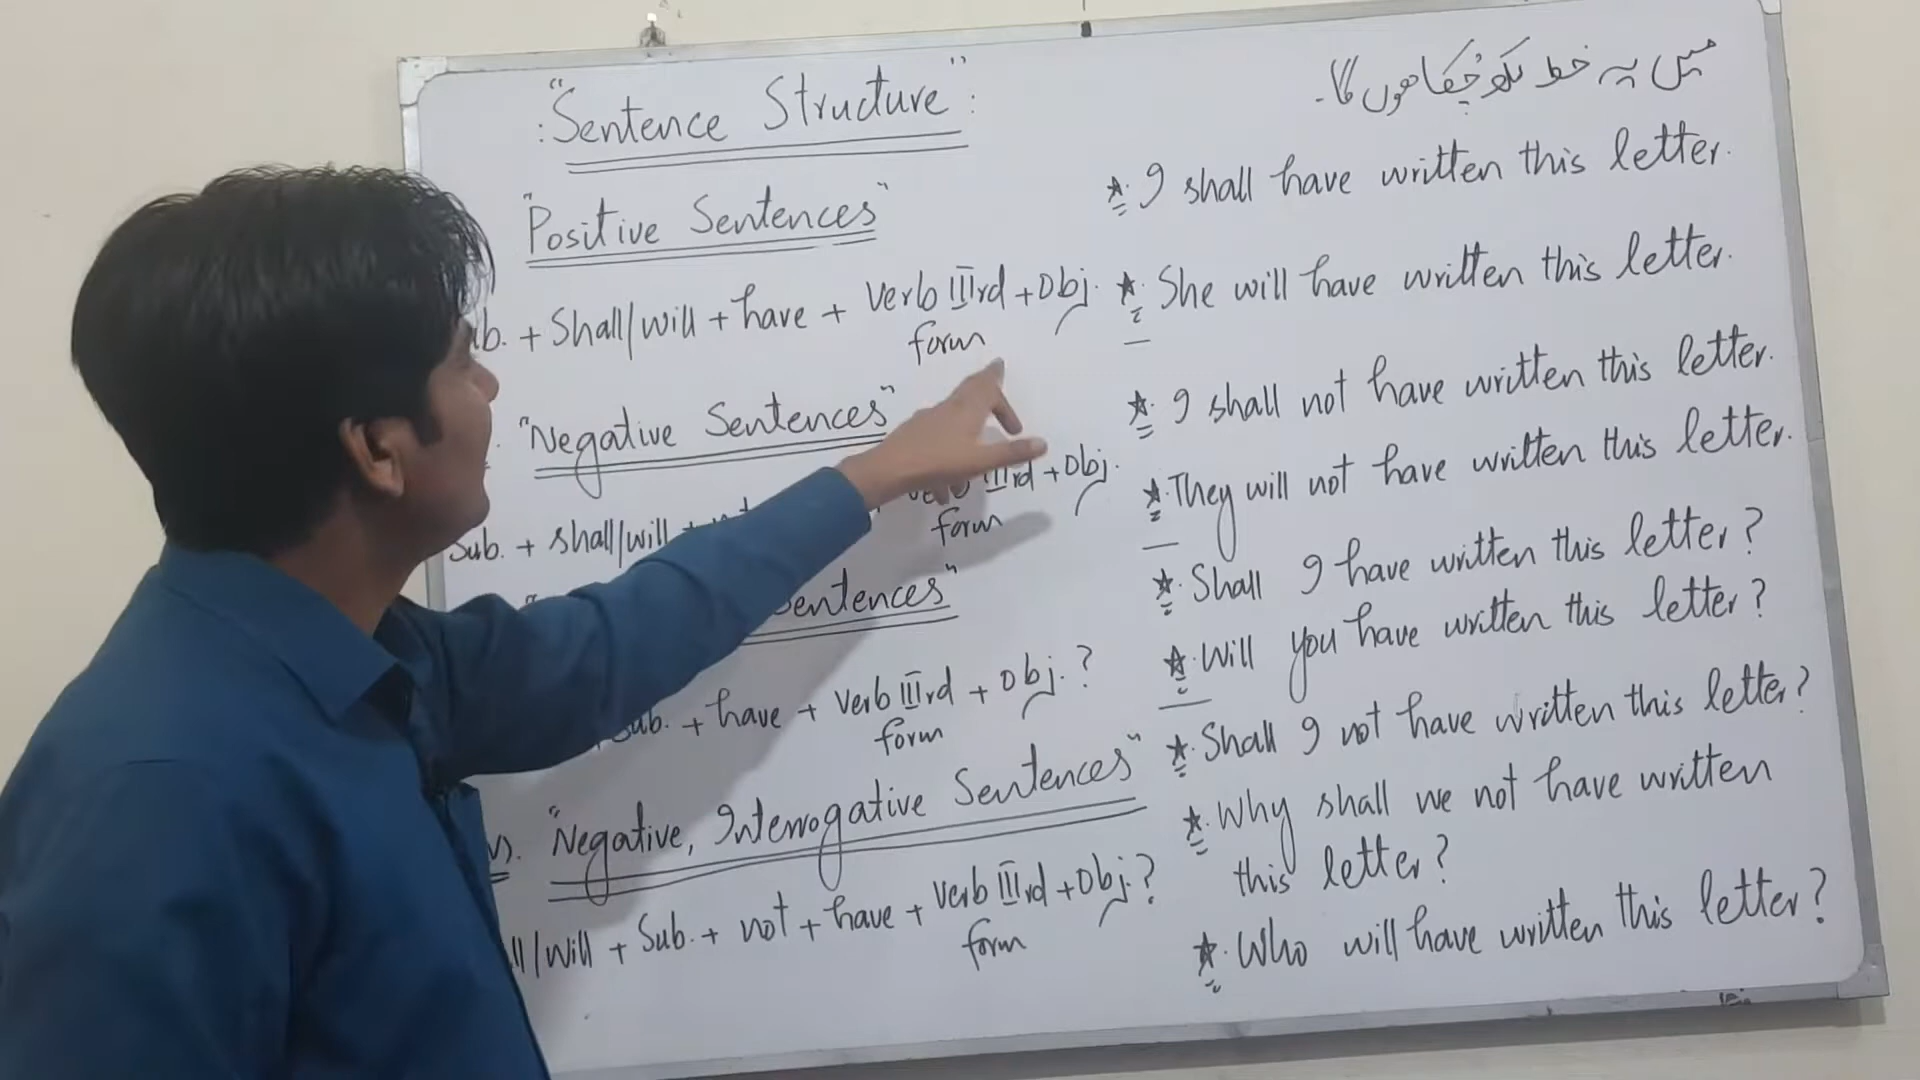 :"Sentence Structure":
"Positive Sentences"
+ Shall/will + have + Verb IIIrd + Obj.
form
"Negative Sentences"
Sub. + shall/will + IIIrd + Obj.
form
Sentences"
Sub. + have + Verb IIIrd + Obj.?
form
"Negative, Interrogative Sentences"
/Will + Sub. + not + have + Verb IIIrd + Obj.?
form
میں یہ خط لکھ چُکا ھوں گا۔
★. I shall have written this letter.
★. She will have written this letter.
★. I shall not have written this letter.
★. They will not have written this letter.
★. Shall I have written this letter?
★. Will you have written this letter?
★. Shall I not have written this letter?
★. Why shall we not have written
this letter?
★. Who will have written this letter?